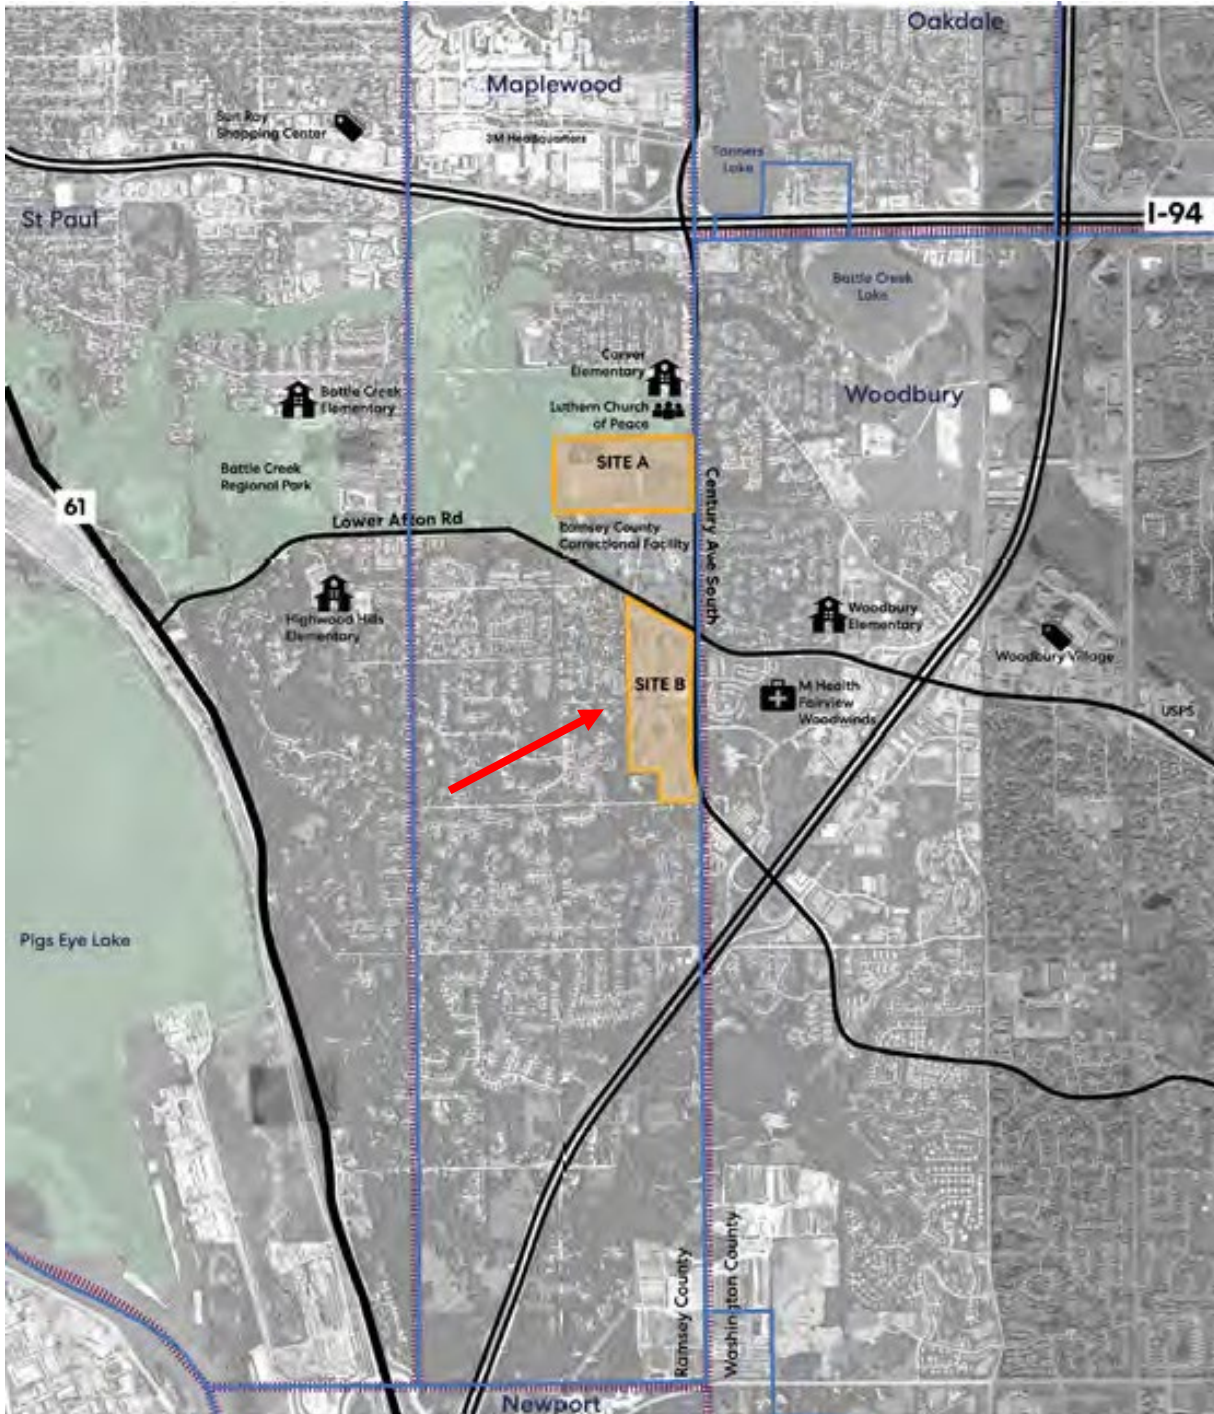 Oakdale
Maplewood
Sun Ray
Shopping Center
3M Headquarters
Tanners
Lake
I-94
St Paul
Battle Creek
Lake
Carver
Elementary
Battle Creek
Elementary
Woodbury
Luthern Church
of Peace
SITE A
Battle Creek
Regional Park
Century Ave South
61
Lower Afton Rd
Ramsey County
Correctional Facility
Highwood Hills
Elementary
Woodbury
Elementary
Woodbury Village
SITE B
M Health
Fairview
Woodwinds
USPS
Pigs Eye Lake
Ramsey County
Washington County
Newport